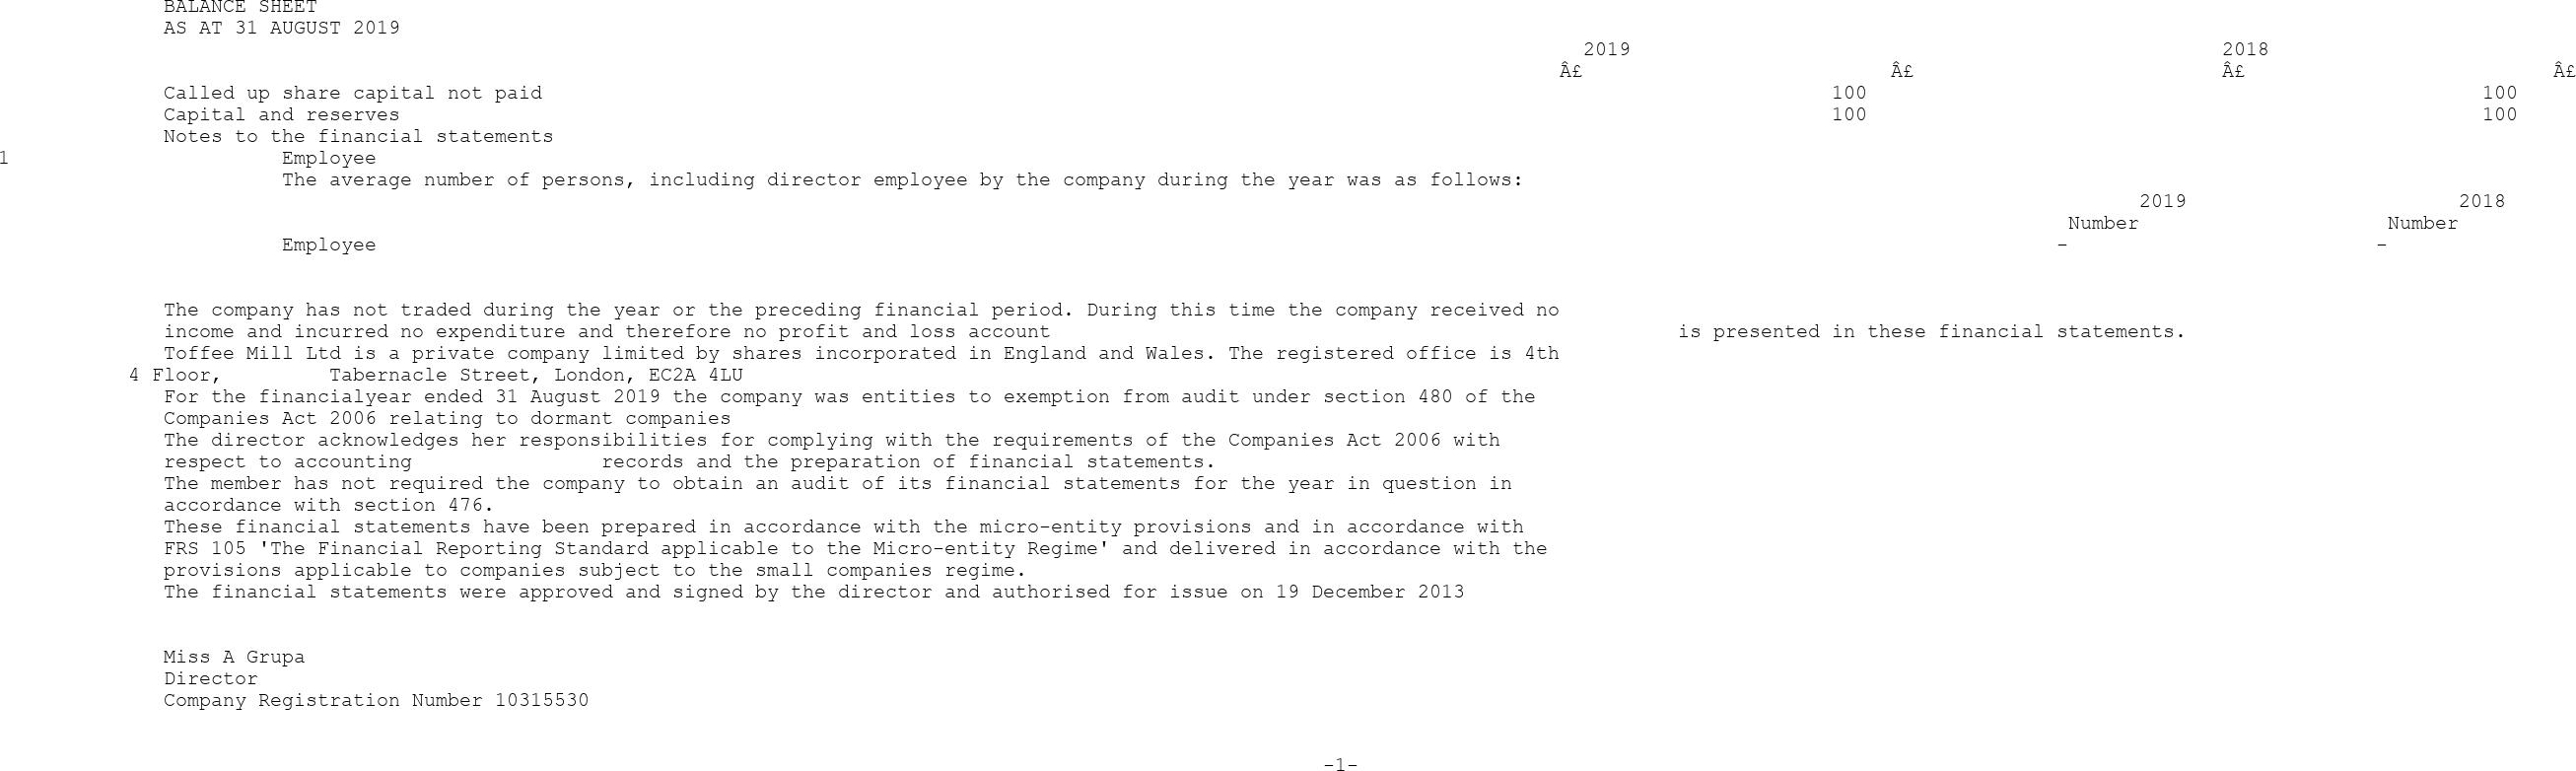 BALANCE SHEET
AS AT 31 AUGUST 2019
2019 2018
Â£ Â£ Â£ Â£
Called up share capital not paid 100 100
Capital and reserves 100 100
Notes to the financial statements
1 Employee
The average number of persons, including director employee by the company during the year was as follows:
2019 2018
Number Number
Employee - -
The company has not traded during the year or the preceding financial period. During this time the company received no
income and incurred no expenditure and therefore no profit and loss account is presented in these financial statements.
Toffee Mill Ltd is a private company limited by shares incorporated in England and Wales. The registered office is 4th
4 Floor, Tabernacle Street, London, EC2A 4LU
For the financialyear ended 31 August 2019 the company was entities to exemption from audit under section 480 of the
Companies Act 2006 relating to dormant companies
The director acknowledges her responsibilities for complying with the requirements of the Companies Act 2006 with
respect to accounting records and the preparation of financial statements.
The member has not required the company to obtain an audit of its financial statements for the year in question in
accordance with section 476.
These financial statements have been prepared in accordance with the micro-entity provisions and in accordance with
FRS 105 'The Financial Reporting Standard applicable to the Micro-entity Regime' and delivered in accordance with the
provisions applicable to companies subject to the small companies regime.
The financial statements were approved and signed by the director and authorised for issue on 19 December 2013
Miss A Grupa
Director
Company Registration Number 10315530
-1-